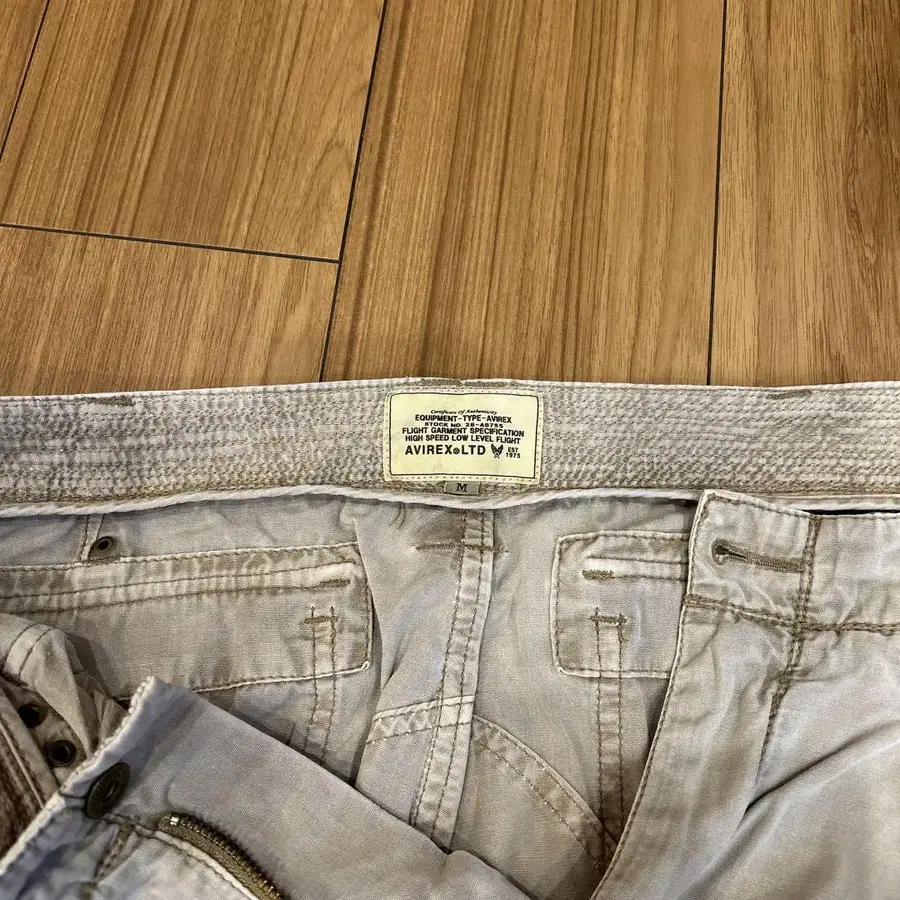 Certificate Of Authenticity
EQUIPMENT-TYPE-AVIREX
STOCK NO. 28-A6755
FLIGHT GARMENT SPECIFICATION
HIGH SPEED LOW LEVEL FLIGHT
AVIREX LTD EST 1975
M